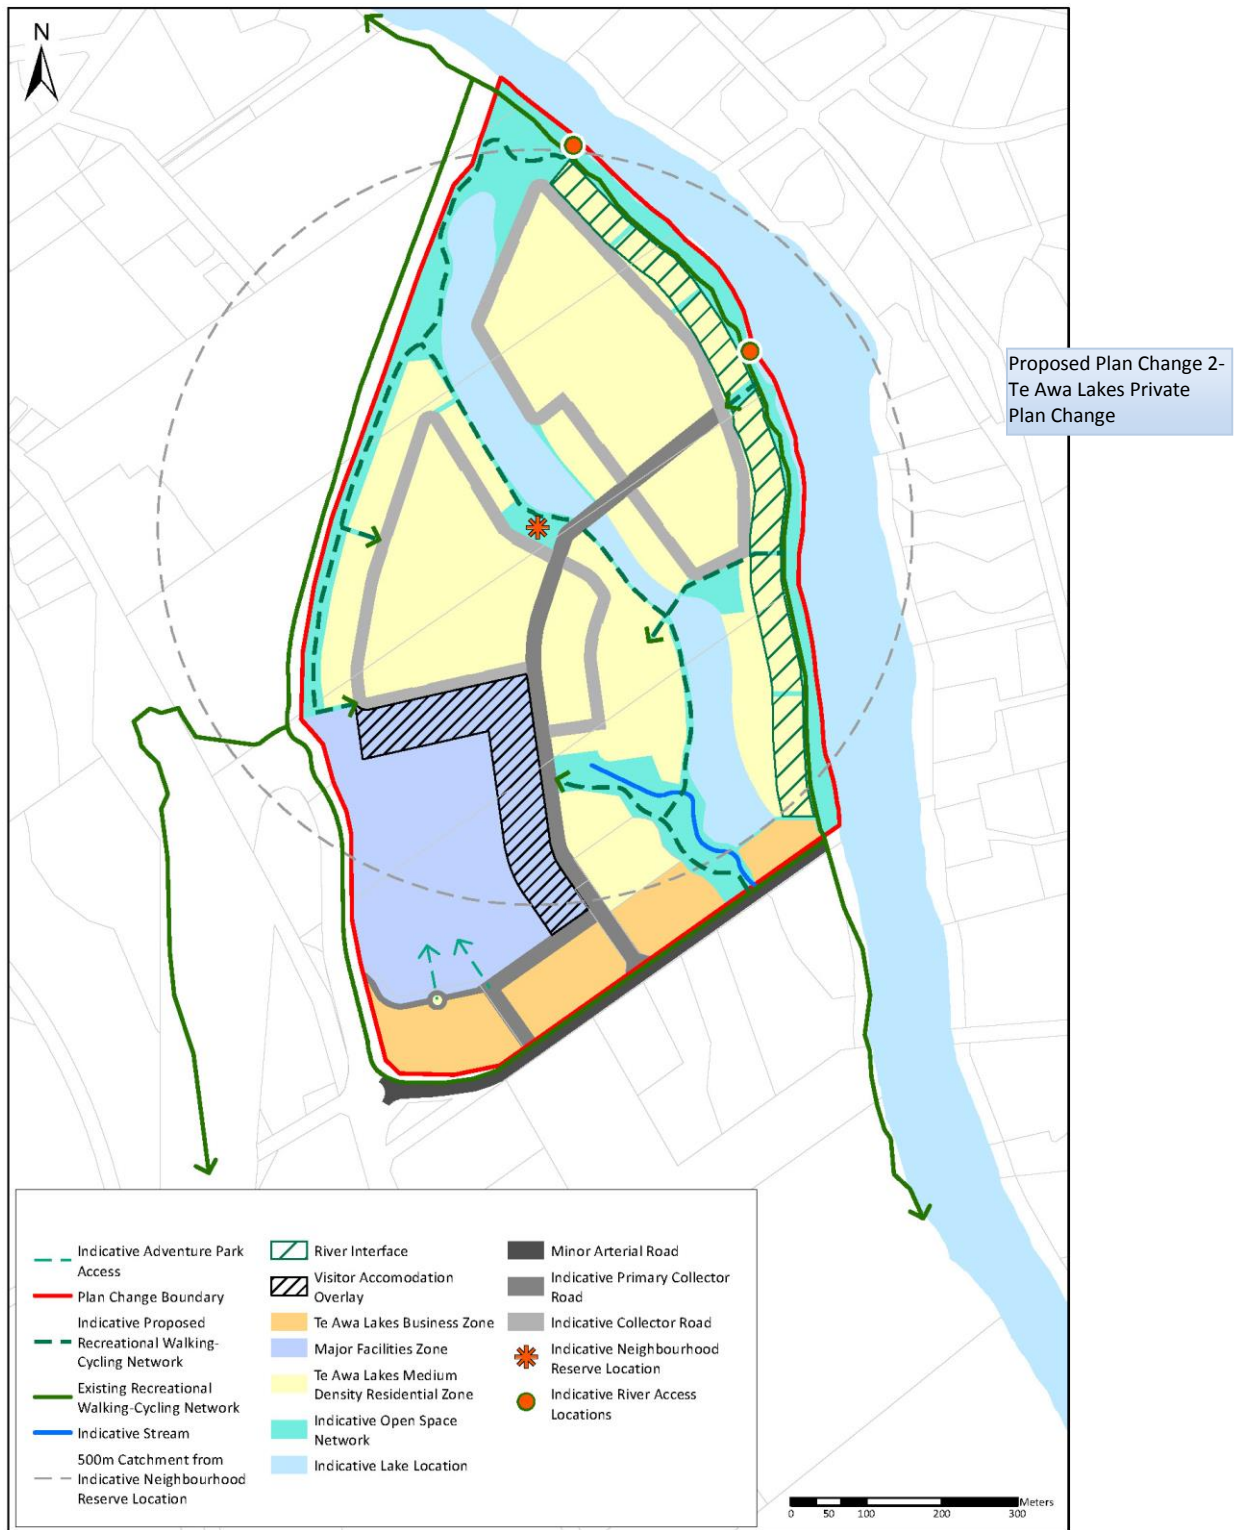 N
Proposed Plan Change 2-
Te Awa Lakes Private
Plan Change
Indicative Adventure Park
Access
Plan Change Boundary
Indicative Proposed
Recreational Walking-
Cycling Network
Existing Recreational
Walking-Cycling Network
Indicative Stream
500m Catchment from
Indicative Neighbourhood
Reserve Location
River Interface
Visitor Accomodation
Overlay
Te Awa Lakes Business Zone
Major Facilities Zone
Te Awa Lakes Medium
Density Residential Zone
Indicative Open Space
Network
Indicative Lake Location
Minor Arterial Road
Indicative Primary Collector
Road
Indicative Collector Road
Indicative Neighbourhood
Reserve Location
Indicative River Access
Locations
Meters
0 50 100 200 300